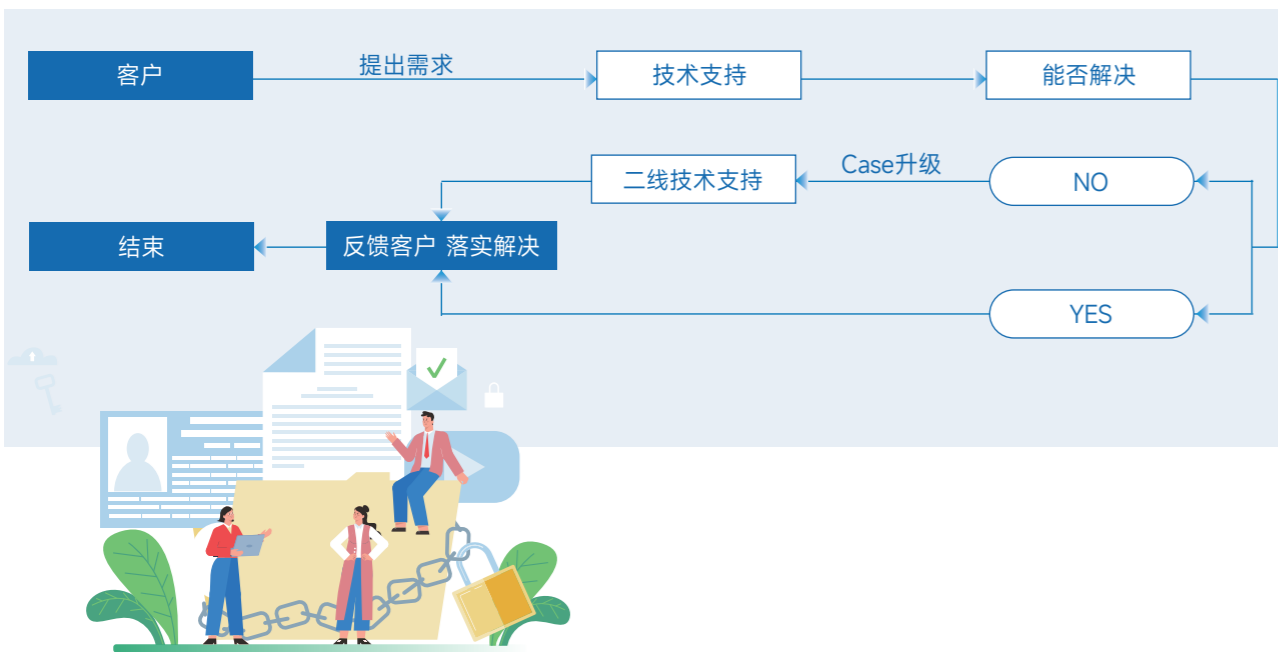 客户
提出需求
技术支持
能否解决
二线技术支持
Case升级
NO
结束
反馈客户 落实解决
YES